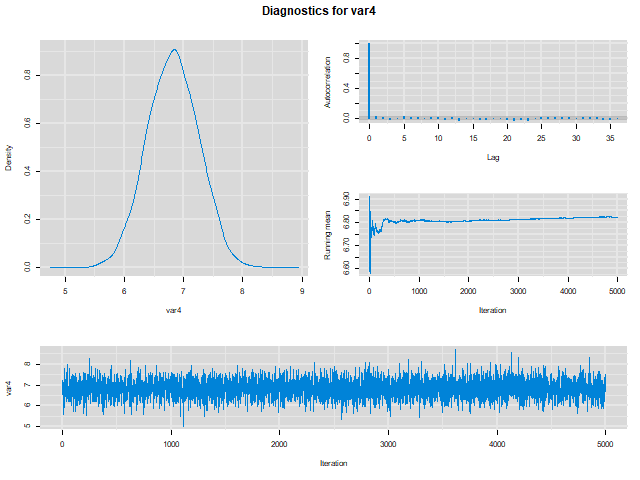 Diagnostics for var4
Density
0.0 0.2 0.4 0.6 0.8
5 6 7 8 9
var4
Autocorrelation
0.0 0.4 0.8
0 5 10 15 20 25 30 35
Lag
Running mean
6.60 6.70 6.80 6.90
0 1000 2000 3000 4000 5000
Iteration
var4
5 6 7 8
0 1000 2000 3000 4000 5000
Iteration